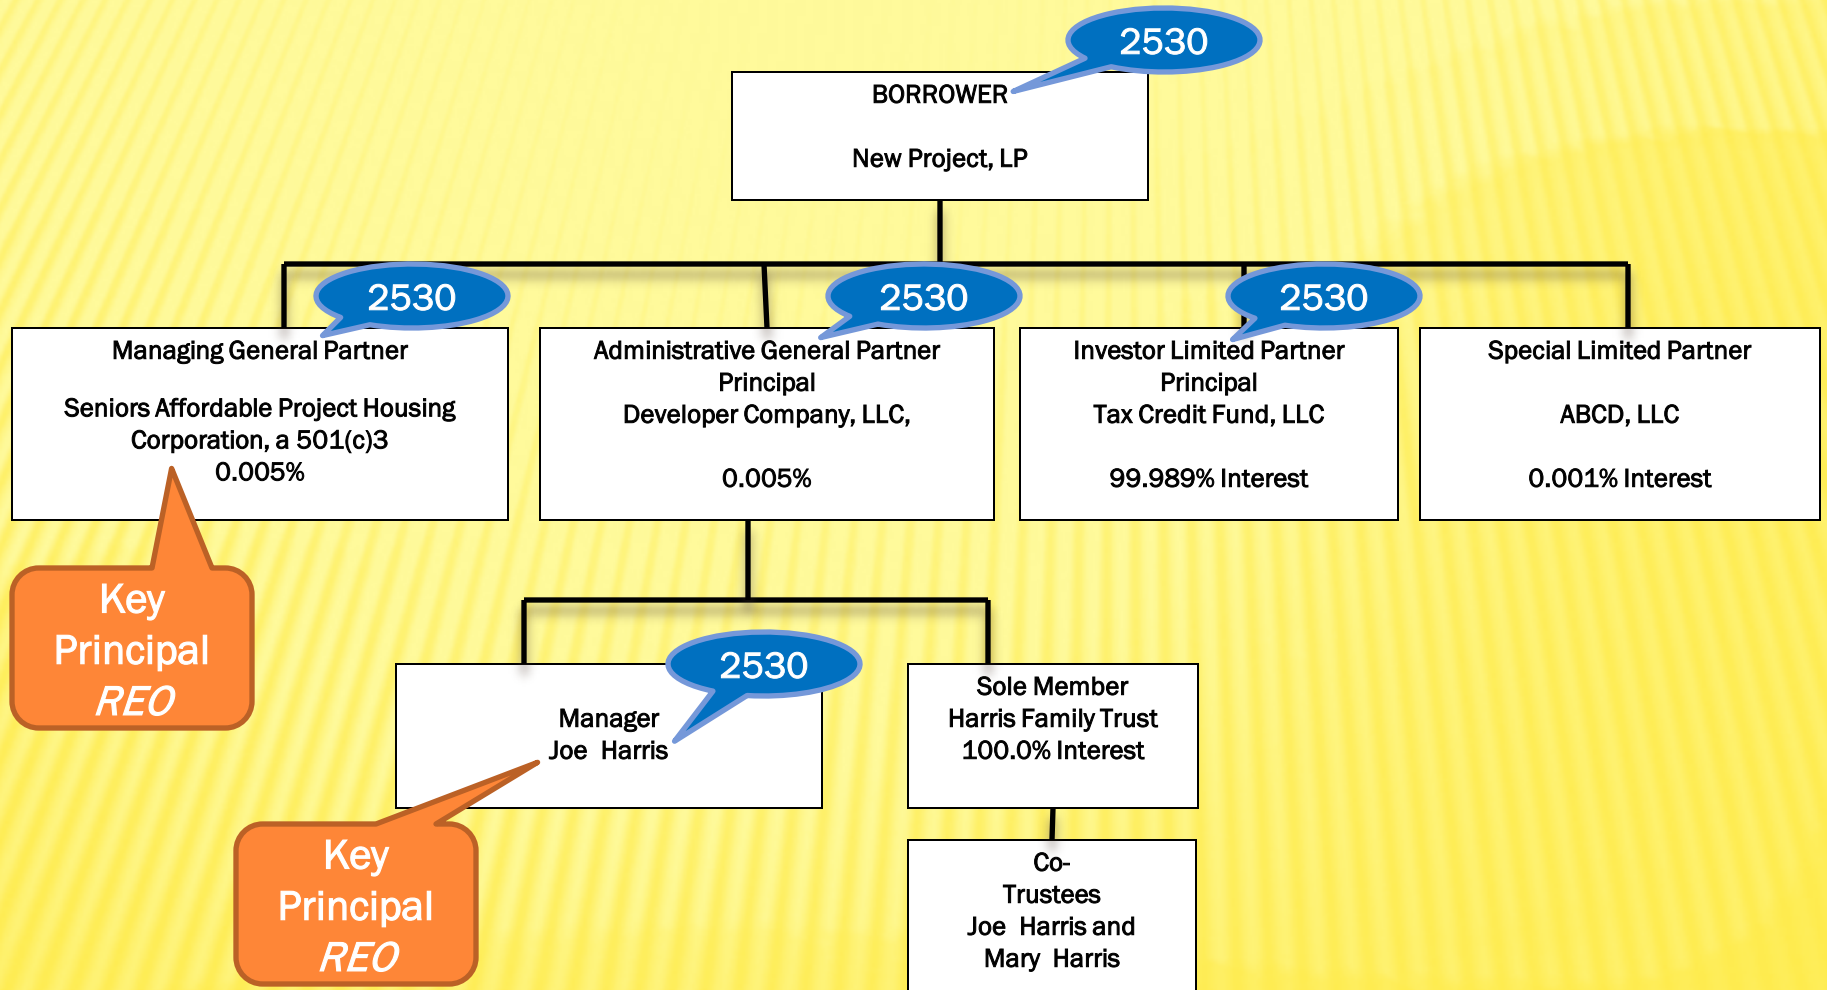 2530
BORROWER
New Project, LP
2530
2530
2530
Managing General Partner
Seniors Affordable Project Housing
Corporation, a 501(c)3
0.005%
Administrative General Partner
Principal
Developer Company, LLC,
0.005%
Investor Limited Partner
Principal
Tax Credit Fund, LLC
99.989% Interest
Special Limited Partner
ABCD, LLC
0.001% Interest
Key
Principal
REO
2530
Manager
Joe Harris
Sole Member
Harris Family Trust
100.0% Interest
Key
Principal
REO
Co-
Trustees
Joe Harris and
Mary Harris